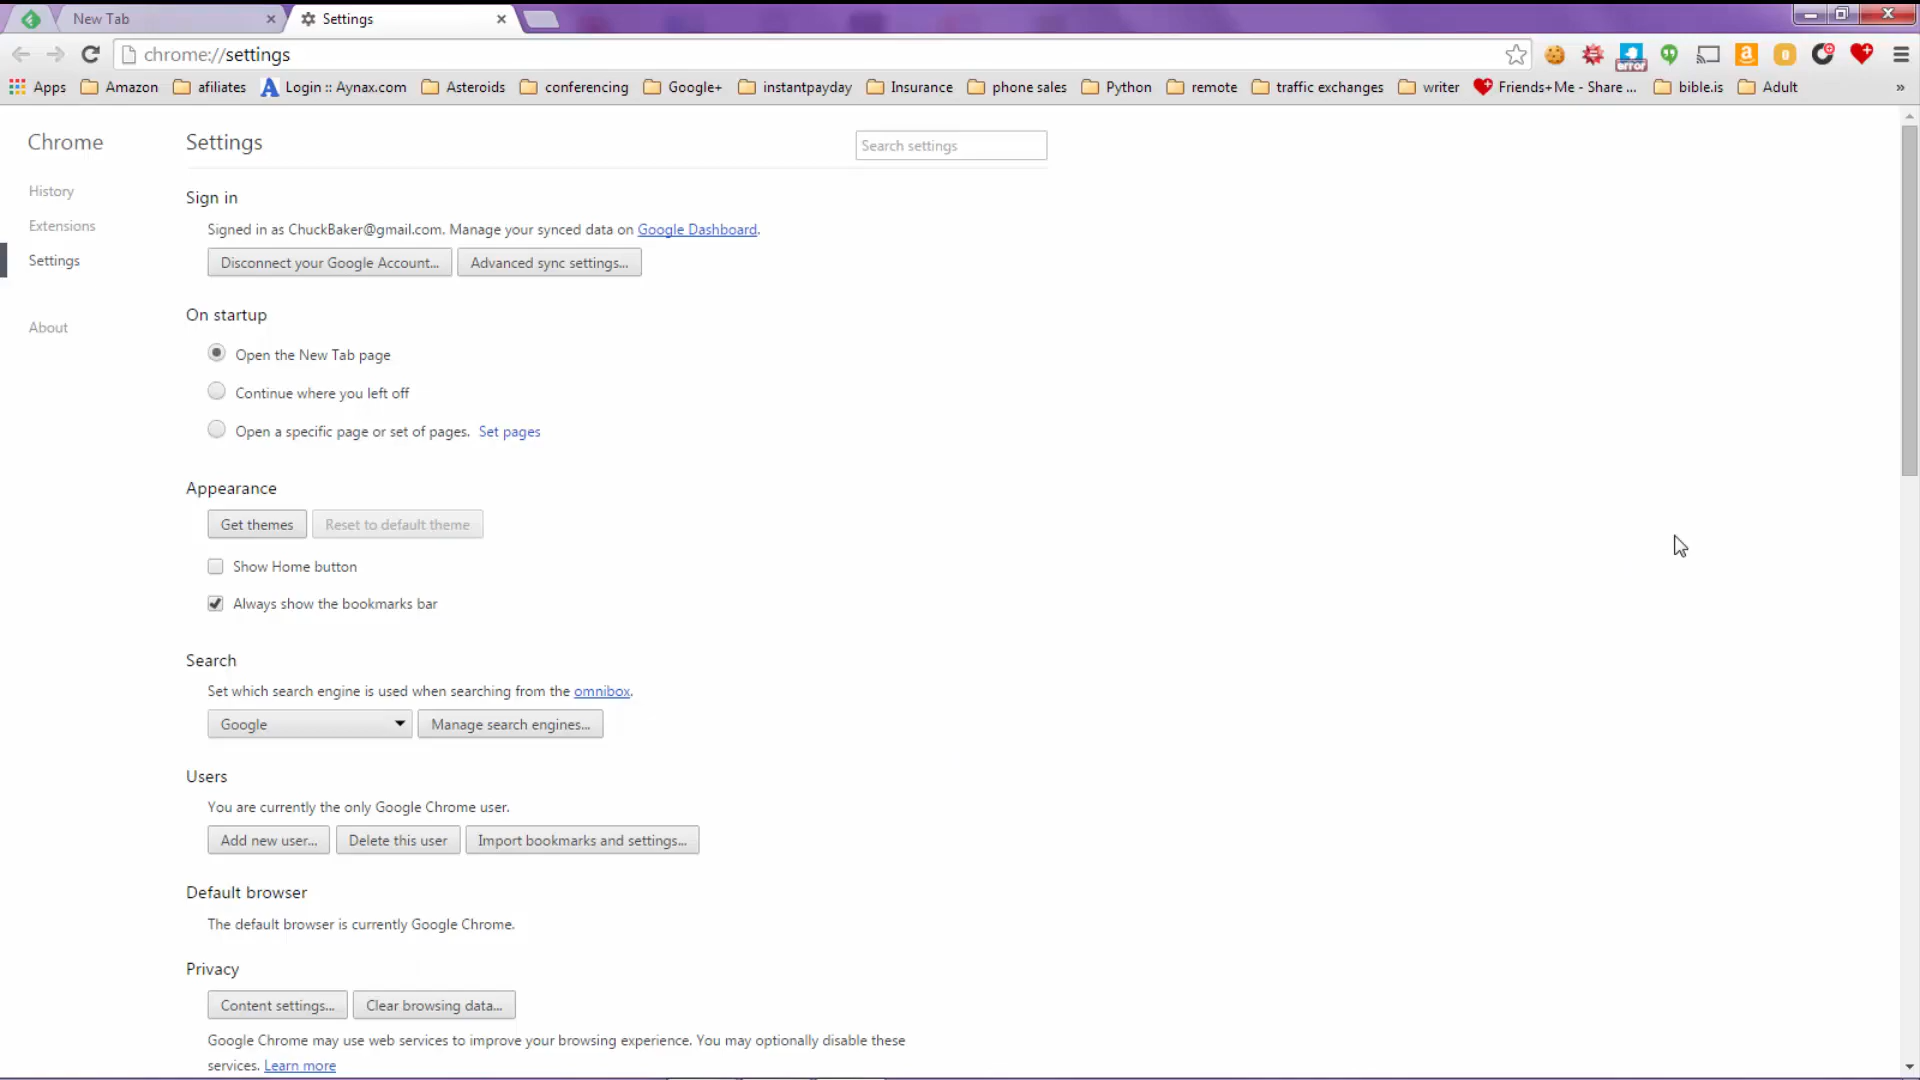 New Tab
Settings
chrome://settings
error
Apps Amazon afiliates Login :: Aynax.com Asteroids conferencing Google+ instantpayday Insurance phone sales Python remote traffic exchanges writer Friends+Me - Share ... bible.is Adult »
Chrome
History
Extensions
Settings
About
Settings
Search settings
Sign in
Signed in as ChuckBaker@gmail.com. Manage your synced data on Google Dashboard.
Disconnect your Google Account... Advanced sync settings...
On startup
Open the New Tab page
Continue where you left off
Open a specific page or set of pages. Set pages
Appearance
Get themes Reset to default theme
Show Home button
Always show the bookmarks bar
Search
Set which search engine is used when searching from the omnibox.
Google Manage search engines...
Users
You are currently the only Google Chrome user.
Add new user... Delete this user Import bookmarks and settings...
Default browser
The default browser is currently Google Chrome.
Privacy
Content settings... Clear browsing data...
Google Chrome may use web services to improve your browsing experience. You may optionally disable these
services. Learn more